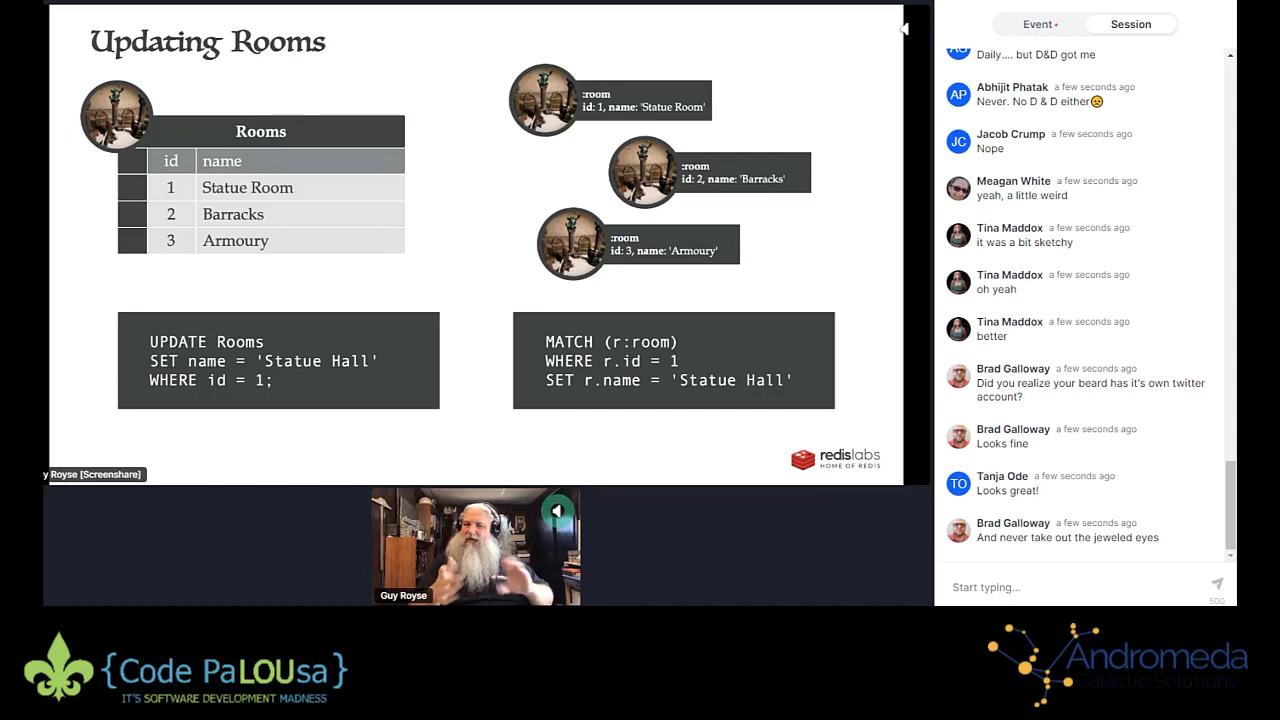 Updating Rooms
Rooms
id name
1 Statue Room
2 Barracks
3 Armoury
:room
id: 1, name: 'Statue Room'
:room
id: 2, name: 'Barracks'
:room
id: 3, name: 'Armoury'
UPDATE Rooms
SET name = 'Statue Hall'
WHERE id = 1;
MATCH (r:room)
WHERE r.id = 1
SET r.name = 'Statue Hall'
redislabs
HOME OF REDIS
y Royse [Screenshare]
Guy Royse
Event
Session
Daily.... but D&D got me
AP
Abhijit Phatak a few seconds ago
Never. No D & D either😣
JC
Jacob Crump a few seconds ago
Nope
Meagan White a few seconds ago
yeah, a little weird
Tina Maddox a few seconds ago
it was a bit sketchy
Tina Maddox a few seconds ago
oh yeah
Tina Maddox a few seconds ago
better
Brad Galloway a few seconds ago
Did you realize your beard has it's own twitter
account?
Brad Galloway a few seconds ago
Looks fine
TO
Tanja Ode a few seconds ago
Looks great!
Brad Galloway a few seconds ago
And never take out the jeweled eyes
Start typing...
500
{Code PaLOUsa}
IT'S SOFTWARE DEVELOPMENT MADNESS
Andromeda
Galactic Solutions